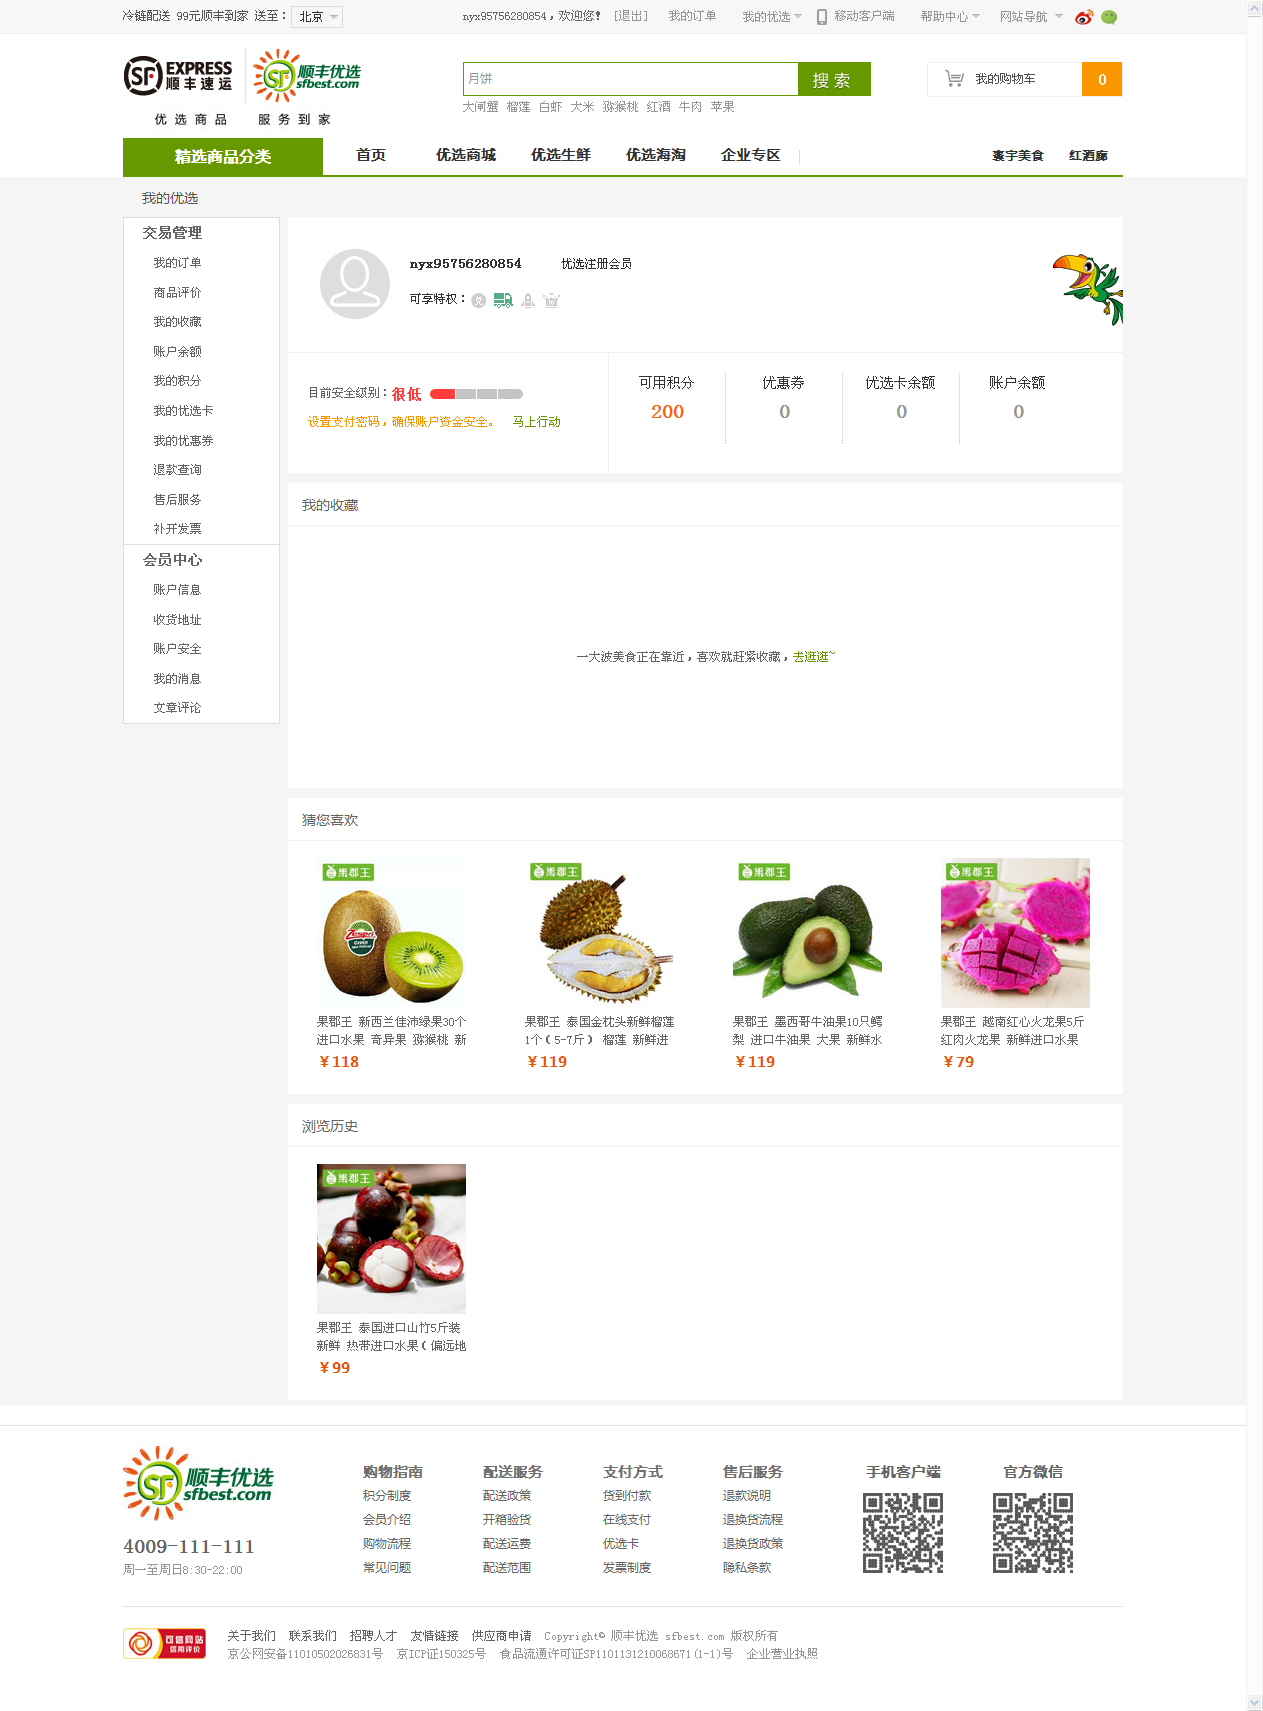 冷链配送 99元顺丰到家 送至： 北京 nyx95756280854，欢迎您！ [退出] 我的订单 我的优选 移动客户端 帮助中心 网站导航
SF EXPRESS 顺丰速运 SF 顺丰优选 sfbest.com
优选商品 服务到家
月饼 搜索 我的购物车 0
大闸蟹 榴莲 白虾 大米 猕猴桃 红酒 牛肉 苹果
精选商品分类 首页 优选商城 优选生鲜 优选海淘 企业专区 寰宇美食 红酒廊
我的优选
交易管理
我的订单
商品评价
我的收藏
账户余额
我的积分
我的优选卡
我的优惠券
退款查询
售后服务
补开发票
会员中心
账户信息
收货地址
账户安全
我的消息
文章评论
nyx95756280854 优选注册会员
可享特权：
目前安全级别：很低
设置支付密码，确保账户资金安全。 马上行动
可用积分 优惠券 优选卡余额 账户余额
200 0 0 0
我的收藏
一大波美食正在靠近，喜欢就赶紧收藏，去逛逛~
猜您喜欢
果郡王 果郡王 果郡王 果郡王
Zespri Green
果郡王 新西兰佳沛绿果30个
进口水果 奇异果 猕猴桃 新
￥118
果郡王 泰国金枕头新鲜榴莲
1个（5-7斤） 榴莲 新鲜进
￥119
果郡王 墨西哥牛油果10只鳄
梨 进口牛油果 大果 新鲜水
￥119
果郡王 越南红心火龙果5斤
红肉火龙果 新鲜进口水果
￥79
浏览历史
果郡王
果郡王 泰国进口山竹5斤装
新鲜 热带进口水果（偏远地
￥99
SF 顺丰优选 sfbest.com
4009-111-111
周一至周日8:30-22:00
购物指南
积分制度
会员介绍
购物流程
常见问题
配送服务
配送政策
开箱验货
配送运费
配送范围
支付方式
货到付款
在线支付
优选卡
发票制度
售后服务
退款说明
退换货流程
退换货政策
隐私条款
手机客户端 官方微信
可信网站
信用评价
关于我们 联系我们 招聘人才 友情链接 供应商申请 Copyright© 顺丰优选 sfbest.com 版权所有
京公网安备11010502026831号 京ICP证150325号 食品流通许可证SP1101131210068671(1-1)号 企业营业执照